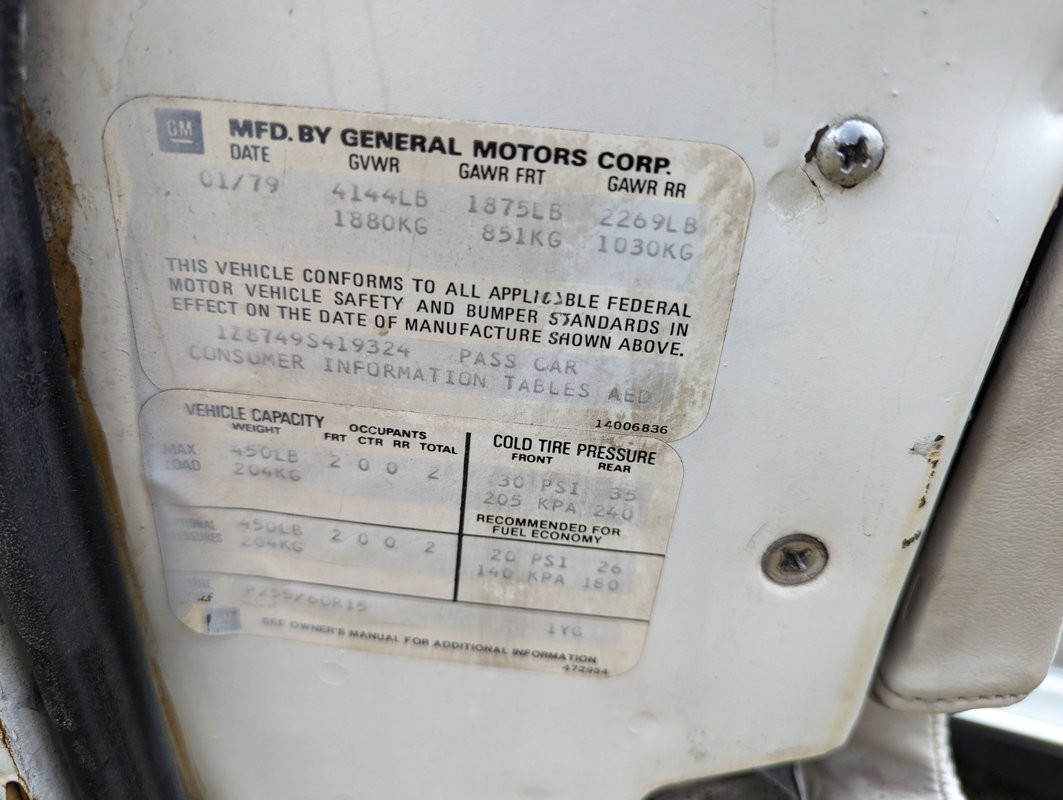 GM MFD. BY GENERAL MOTORS CORP.
DATE GVWR GAWR FRT GAWR RR
01/79 4144LB 1875LB 2269LB
1880KG 851KG 1030KG
THIS VEHICLE CONFORMS TO ALL APPLICABLE FEDERAL
MOTOR VEHICLE SAFETY AND BUMPER STANDARDS IN
EFFECT ON THE DATE OF MANUFACTURE SHOWN ABOVE.
1Z8749S419324 PASS CAR
CONSUMER INFORMATION TABLES AED
14006836
VEHICLE CAPACITY
WEIGHT
OCCUPANTS
FRT CTR RR TOTAL
MAX 450LB 2 0 0 2
LOAD 204KG
450LB 2 0 0 2
204KG
P255/60R15
COLD TIRE PRESSURE
FRONT REAR
30 PSI 35
205 KPA 240
RECOMMENDED FOR
FUEL ECONOMY
20 PSI 26
140 KPA 180
1YG
SEE OWNER'S MANUAL FOR ADDITIONAL INFORMATION